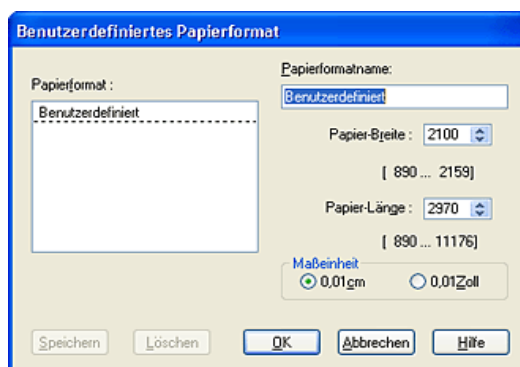 Benutzerdefiniertes Papierformat
Papierformat :
Benutzerdefiniert
Papierformatname:
Benutzerdefiniert
Papier-Breite : 2100
[ 890 ... 2159]
Papier-Länge : 2970
[ 890 ... 11176]
Maßeinheit
0,01cm 0,01Zoll
Speichern Löschen OK Abbrechen Hilfe